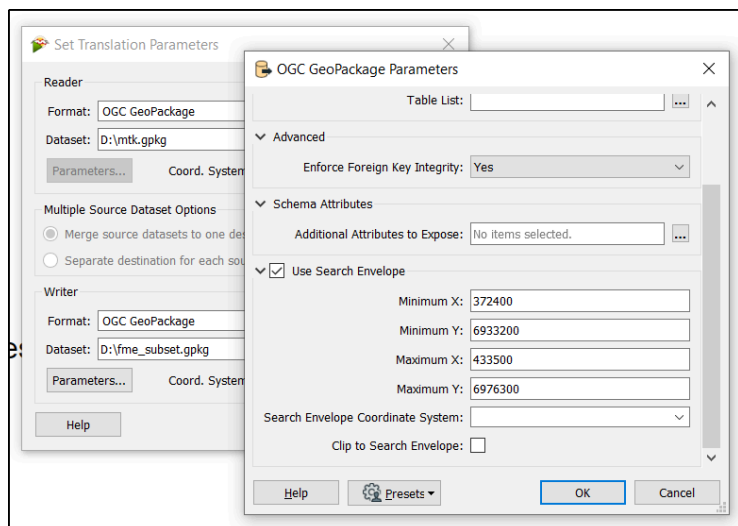 Set Translation Parameters
Reader
Format: OGC GeoPackage
Dataset: D:\mtk.gpkg
Parameters... Coord. System
Multiple Source Dataset Options
Merge source datasets to one des
Separate destination for each sou
Writer
Format: OGC GeoPackage
Dataset: D:\fme_subset.gpkg
Parameters... Coord. System
Help
OGC GeoPackage Parameters
Table List: ...
Advanced
Enforce Foreign Key Integrity: Yes
Schema Attributes
Additional Attributes to Expose: No items selected. ...
Use Search Envelope
Minimum X: 372400
Minimum Y: 6933200
Maximum X: 433500
Maximum Y: 6976300
Search Envelope Coordinate System:
Clip to Search Envelope:
Help Presets OK Cancel